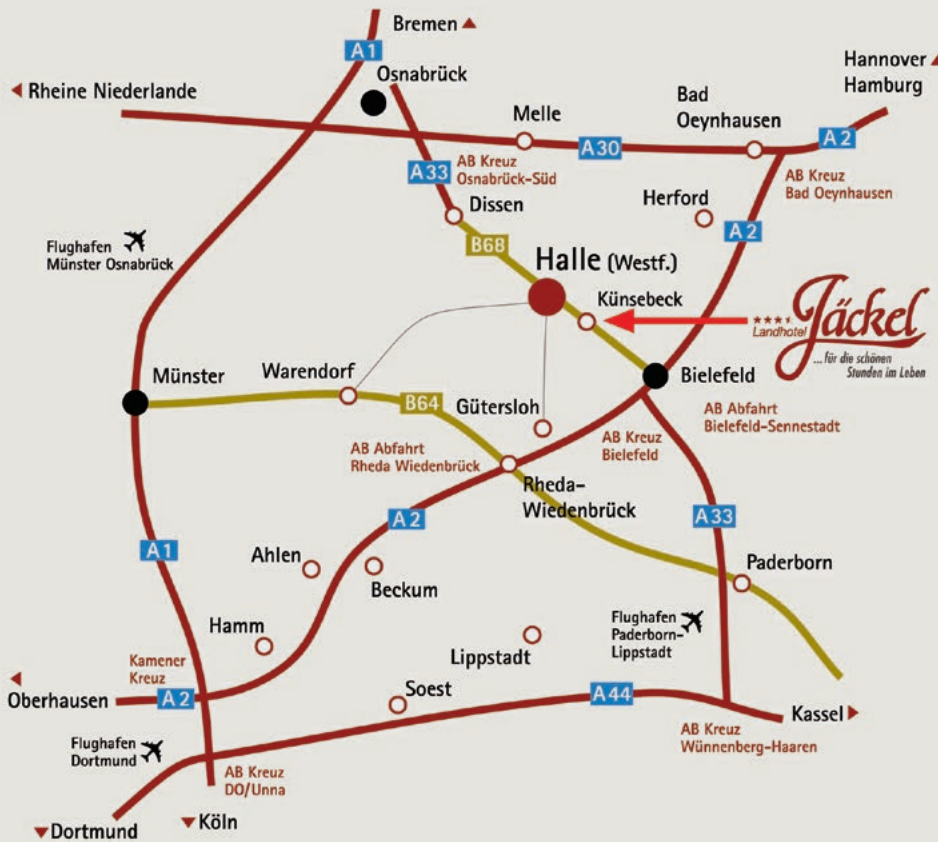 Bremen
A1
Osnabrück
Hannover
Hamburg
Rheine Niederlande
Melle
Bad
Oeynhausen
A2
A30
A33
AB Kreuz
Osnabrück-Süd
AB Kreuz
Bad Oeynhausen
Dissen
Herford
A2
B68
Flughafen
Münster Osnabrück
Halle (Westf.)
Künsebeck
Landhotel
Jäckel
...für die schönen
Stunden im Leben
Münster
Warendorf
Bielefeld
B64
Gütersloh
AB Abfahrt
Bielefeld-Sennestadt
AB Kreuz
Bielefeld
AB Abfahrt
Rheda Wiedenbrück
Rheda-
Wiedenbrück
A2
A33
A1
Ahlen
Beckum
Paderborn
Hamm
Flughafen
Paderborn-
Lippstadt
Lippstadt
Kamener
Kreuz
Oberhausen
A2
Soest
A44
Kassel
AB Kreuz
Wünnenberg-Haaren
Flughafen
Dortmund
AB Kreuz
DO/Unna
Köln
Dortmund